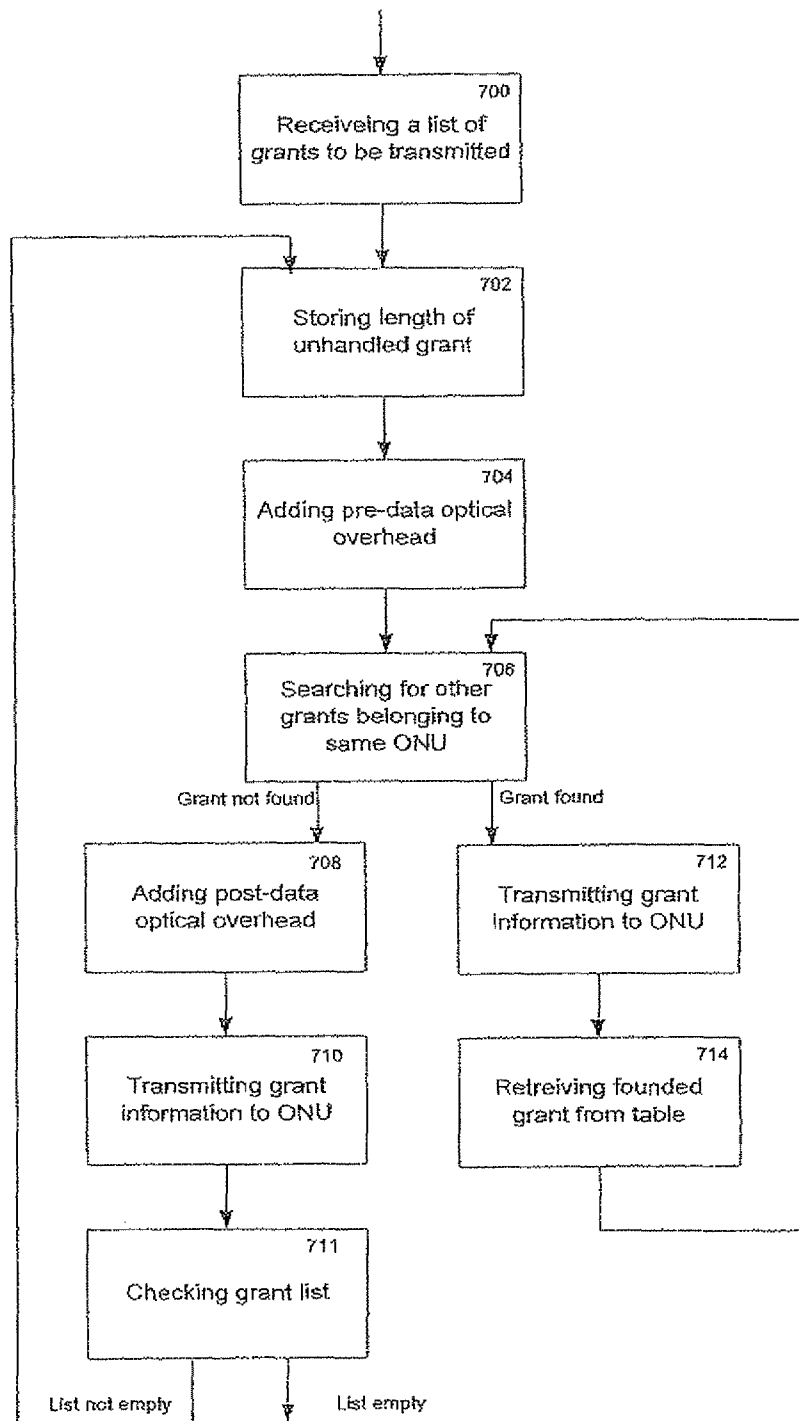 700
Receiveing a list of
grants to be transmitted
702
Storing length of
unhandled grant
704
Adding pre-data optical
overhead
706
Searching for other
grants belonging to
same ONU
Grant not found
Grant found
708
Adding post-data
optical overhead
712
Transmitting grant
information to ONU
710
Transmitting grant
information to ONU
714
Retreiving founded
grant from table
711
Checking grant list
List not empty
List empty